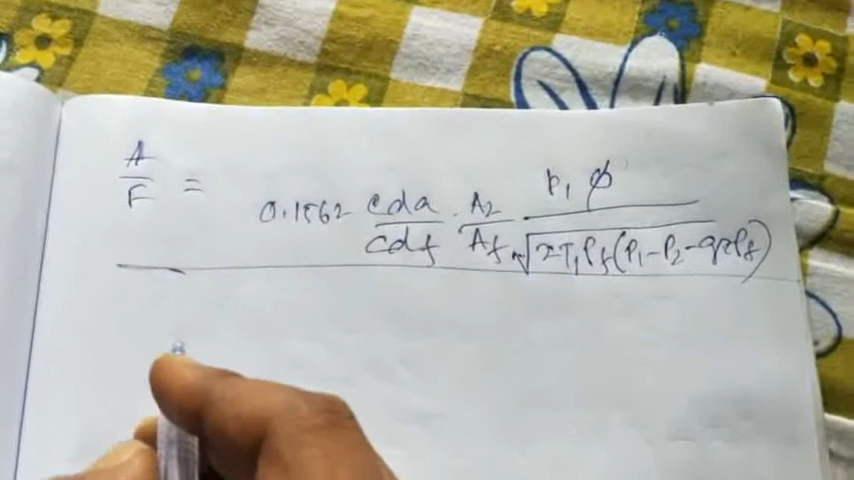 A/F = 0.1562 Cda/Cdf · A2/Af · P1 φ / √(2T1 ρf (P1 - P2 - gzρf))